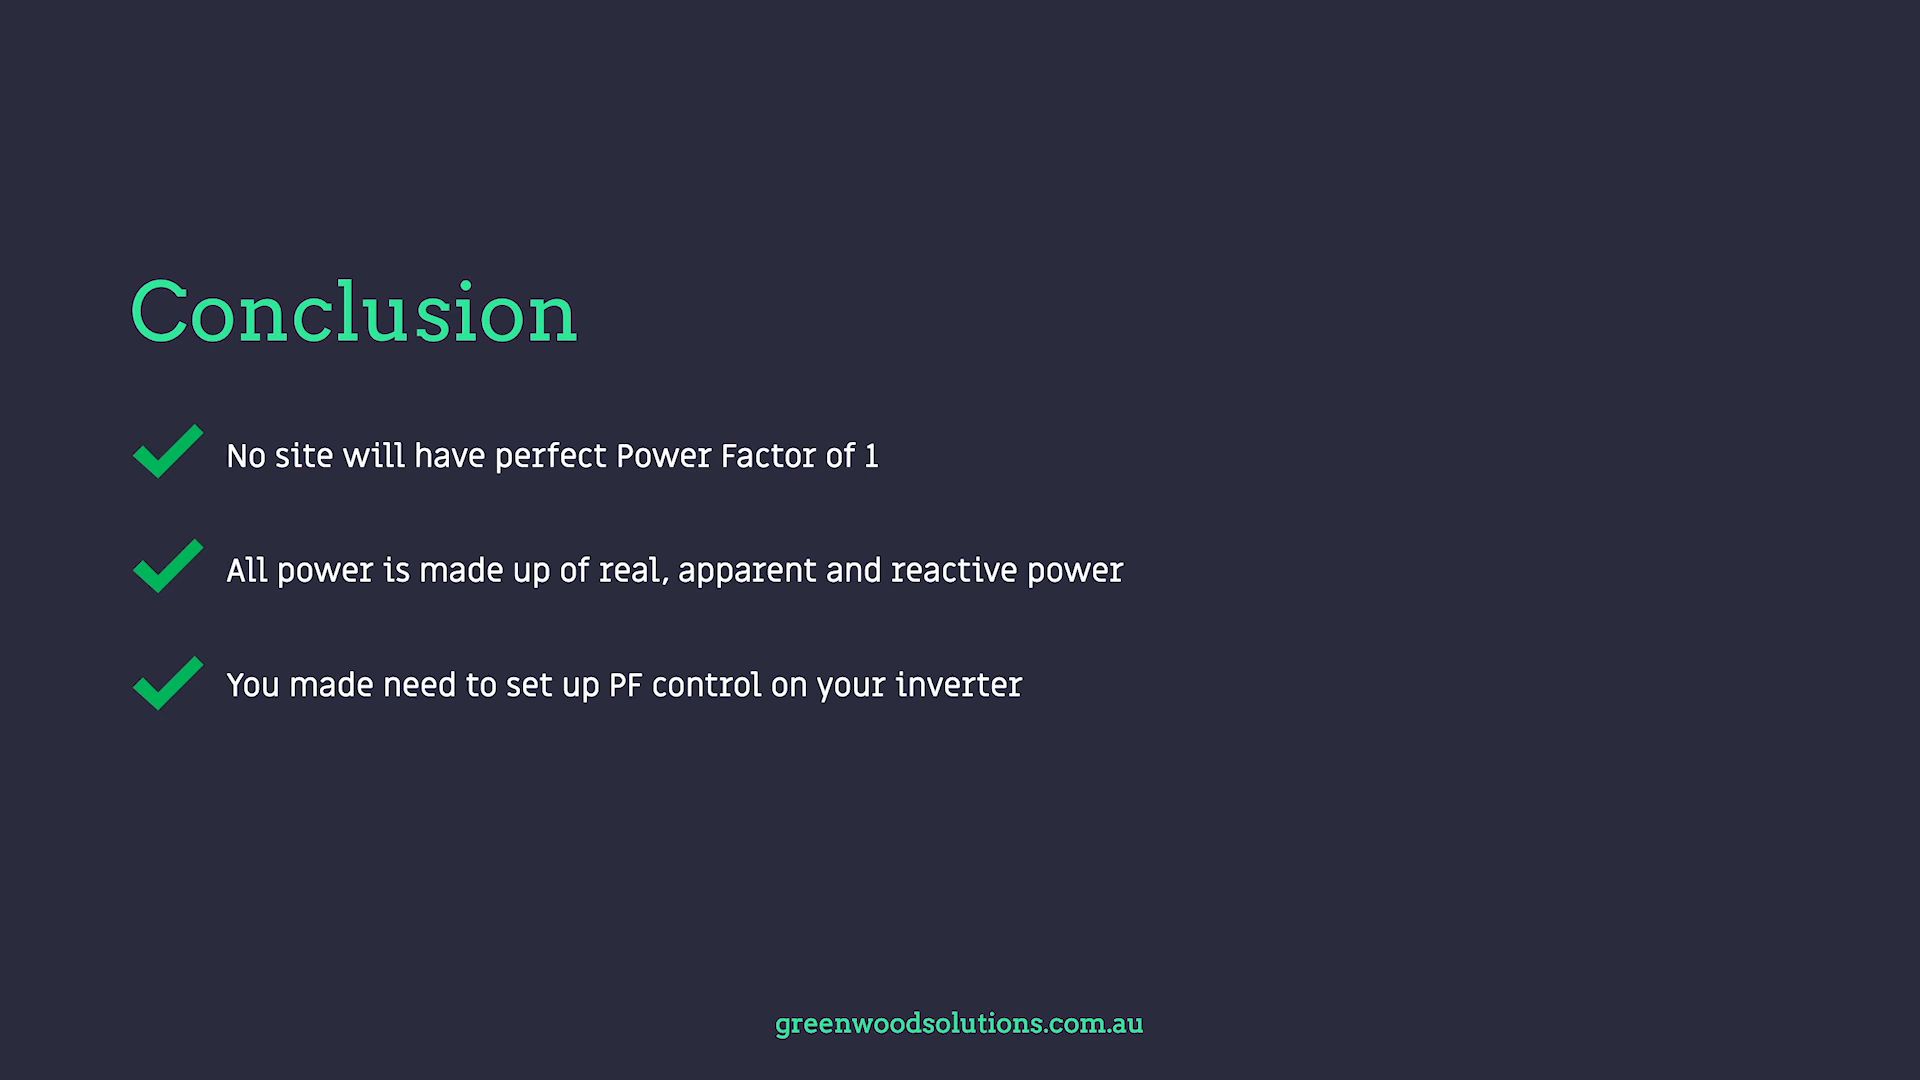 Conclusion
No site will have perfect Power Factor of 1
All power is made up of real, apparent and reactive power
You made need to set up PF control on your inverter
greenwoodsolutions.com.au